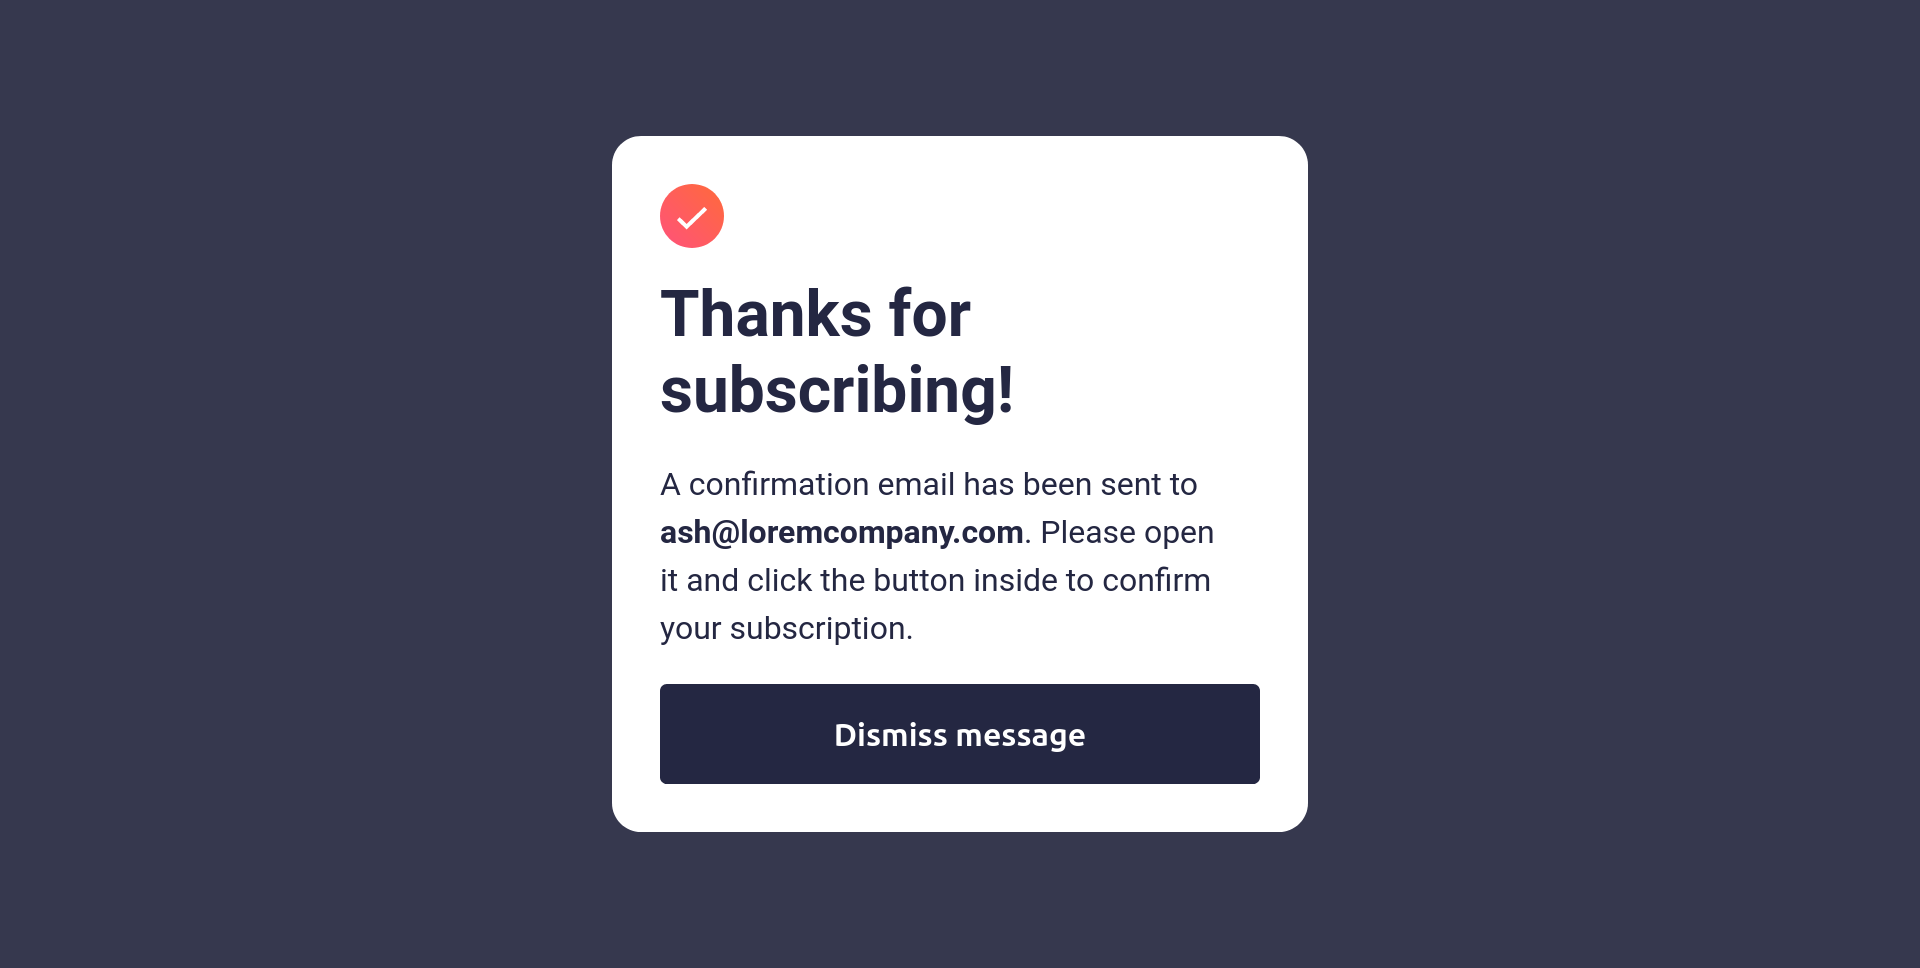 Thanks for
subscribing!
A confirmation email has been sent to
ash@loremcompany.com. Please open
it and click the button inside to confirm
your subscription.
Dismiss message